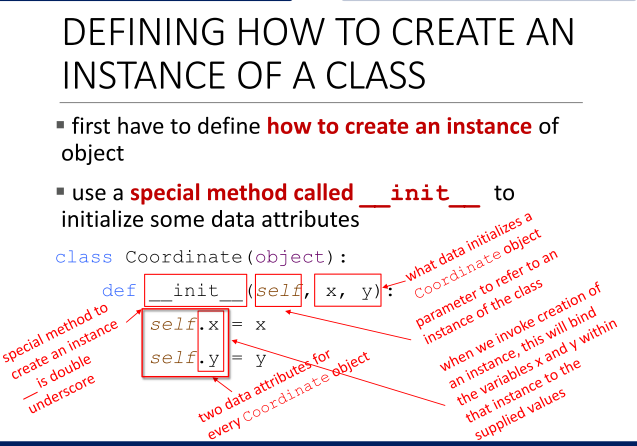 DEFINING HOW TO CREATE AN
INSTANCE OF A CLASS
▪ first have to define how to create an instance of
object
▪ use a special method called __init__ to
initialize some data attributes
class Coordinate(object):
def __init__(self, x, y):
self.x = x
self.y = y
what data initializes a
Coordinate object
parameter to refer to an
instance of the class
when we invoke creation of
an instance, this will bind
the variables x and y within
that instance to the
supplied values
special method to
create an instance
__ is double
underscore
two data attributes for
every Coordinate object